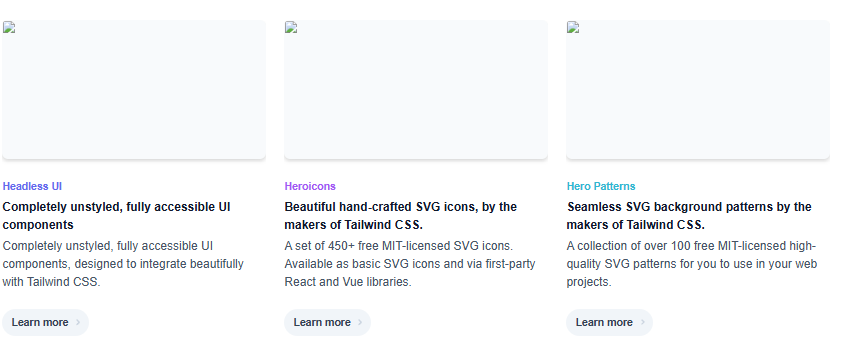 Headless UI
Completely unstyled, fully accessible UI
components
Completely unstyled, fully accessible UI
components, designed to integrate beautifully
with Tailwind CSS.
Learn more
Heroicons
Beautiful hand-crafted SVG icons, by the
makers of Tailwind CSS.
A set of 450+ free MIT-licensed SVG icons.
Available as basic SVG icons and via first-party
React and Vue libraries.
Learn more
Hero Patterns
Seamless SVG background patterns by the
makers of Tailwind CSS.
A collection of over 100 free MIT-licensed high-
quality SVG patterns for you to use in your web
projects.
Learn more